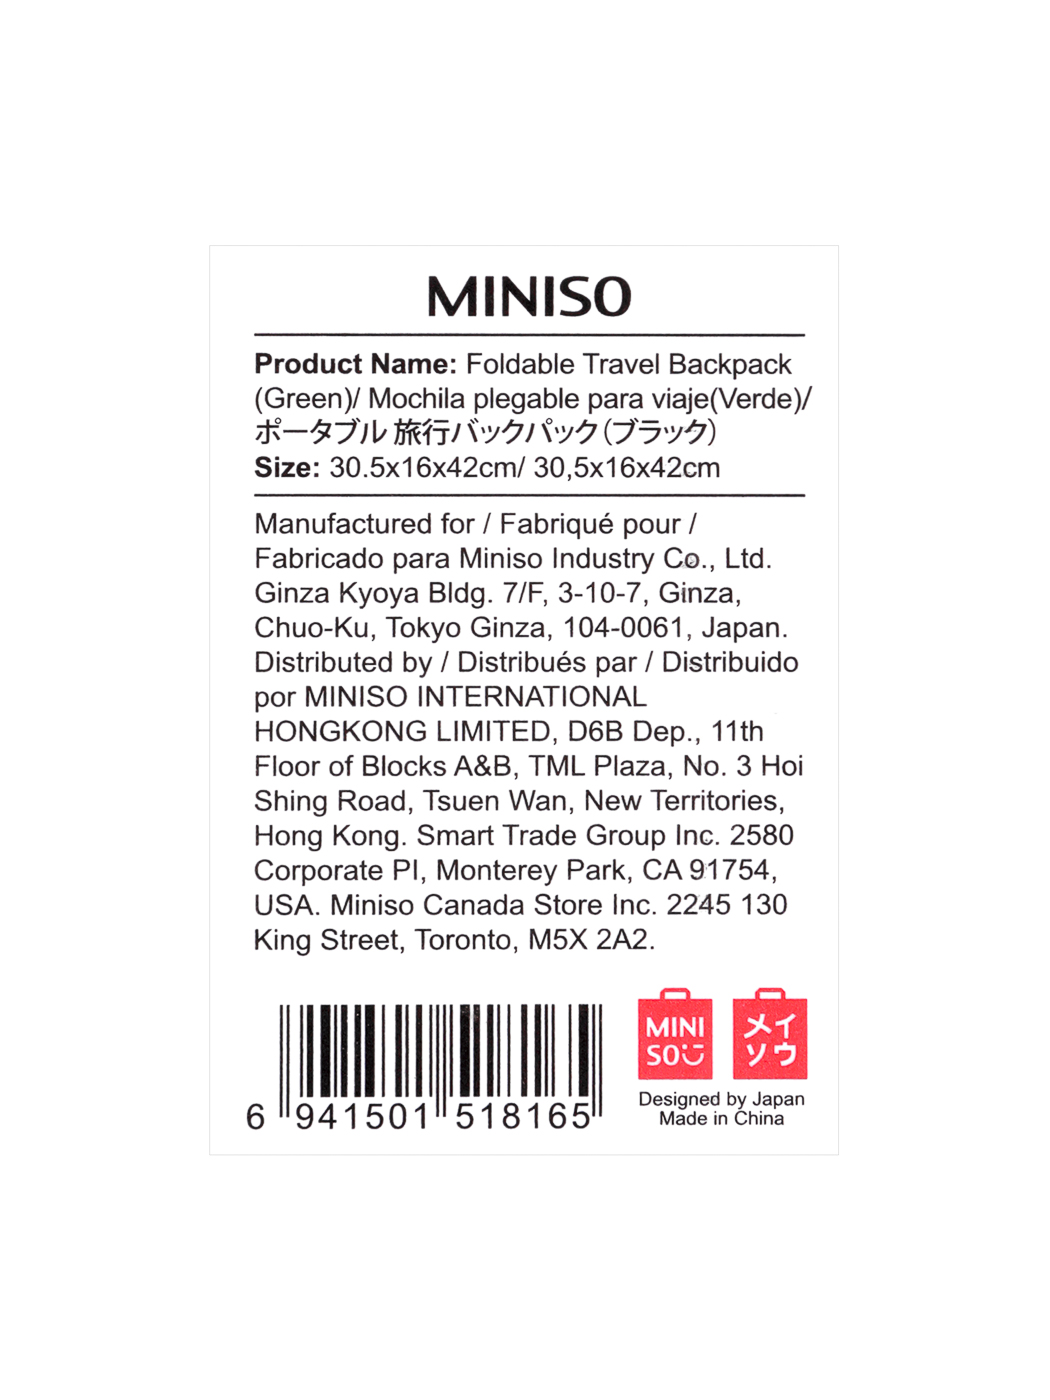 MINISO
Product Name: Foldable Travel Backpack
(Green)/ Mochila plegable para viaje(Verde)/
ポータブル 旅行バックパック（ブラック）
Size: 30.5x16x42cm/ 30,5x16x42cm
Manufactured for / Fabriqué pour /
Fabricado para Miniso Industry Co., Ltd.
Ginza Kyoya Bldg. 7/F, 3-10-7, Ginza,
Chuo-Ku, Tokyo Ginza, 104-0061, Japan.
Distributed by / Distribués par / Distribuido
por MINISO INTERNATIONAL
HONGKONG LIMITED, D6B Dep., 11th
Floor of Blocks A&B, TML Plaza, No. 3 Hoi
Shing Road, Tsuen Wan, New Territories,
Hong Kong. Smart Trade Group Inc. 2580
Corporate Pl, Monterey Park, CA 91754,
USA. Miniso Canada Store Inc. 2245 130
King Street, Toronto, M5X 2A2.
6 941501 518165
MINI
SO
メイ
ソウ
Designed by Japan
Made in China